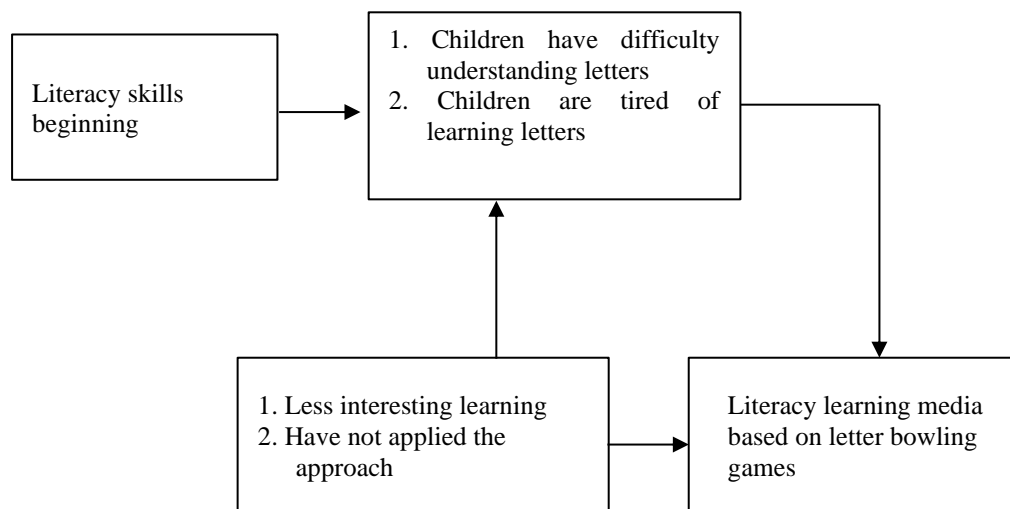 Literacy skills
beginning
1. Children have difficulty
understanding letters
2. Children are tired of
learning letters
1. Less interesting learning
2. Have not applied the
approach
Literacy learning media
based on letter bowling
games